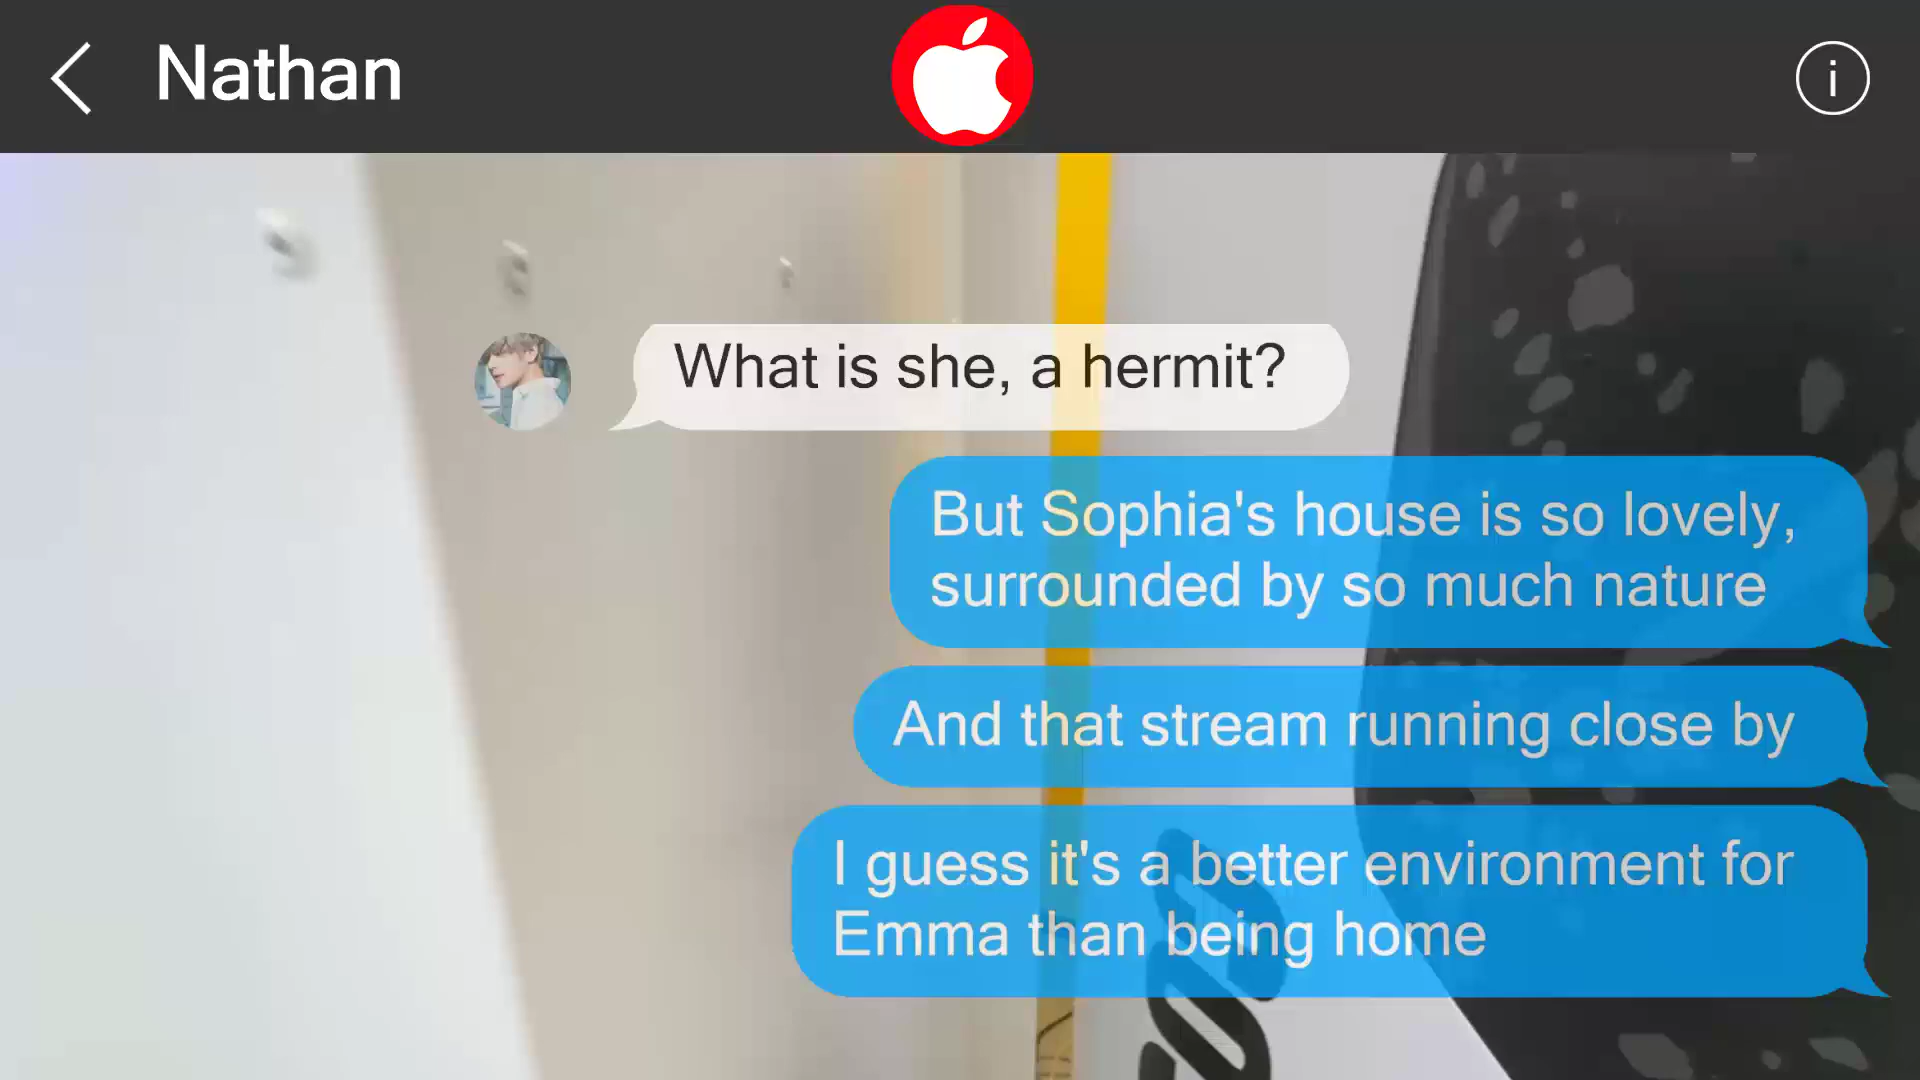 Nathan
What is she, a hermit?
But Sophia's house is so lovely,
surrounded by so much nature
And that stream running close by
I guess it's a better environment for
Emma than being home